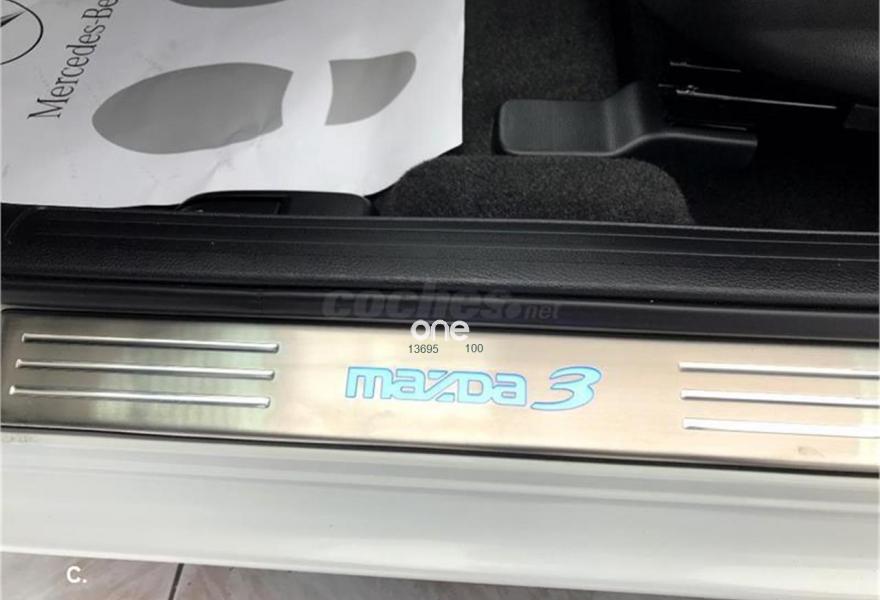 Mercedes-Be
coches.net
one
13695 100
mazda 3
C.